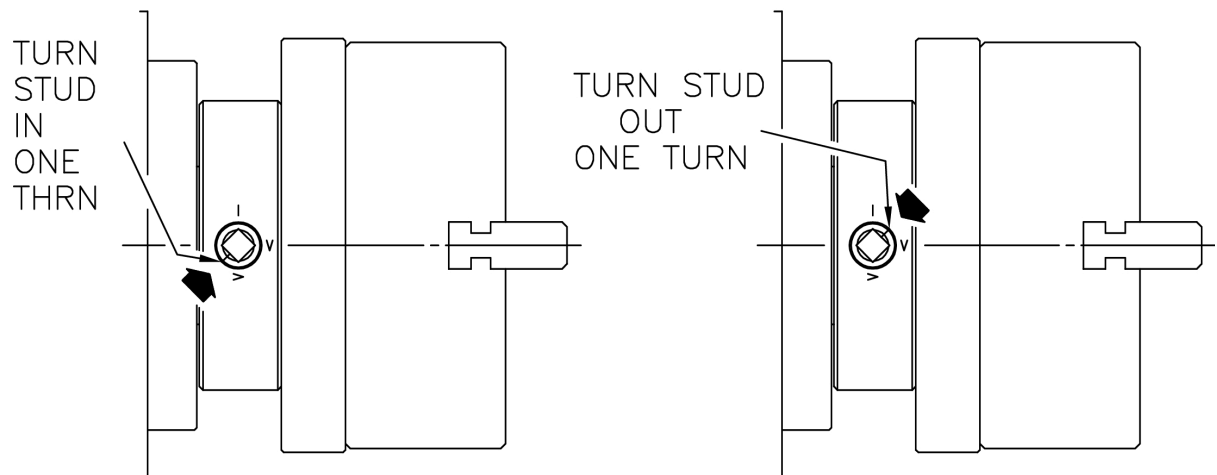 TURN
STUD
IN
ONE
THRN
TURN STUD
OUT
ONE TURN